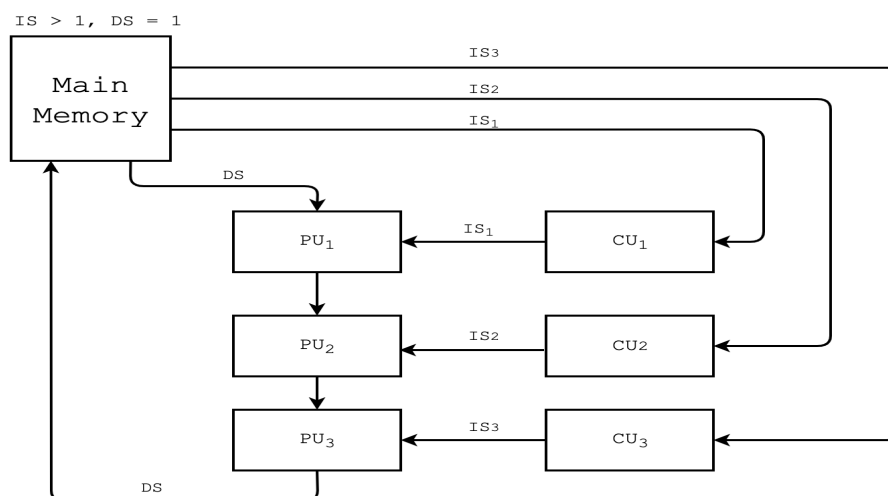 IS > 1, DS = 1
IS3
Main
Memory
IS2
IS₁
DS
PU₁
IS₁
CU₁
PU₂
IS2
CU2
PU₃
IS3
CU₃
DS